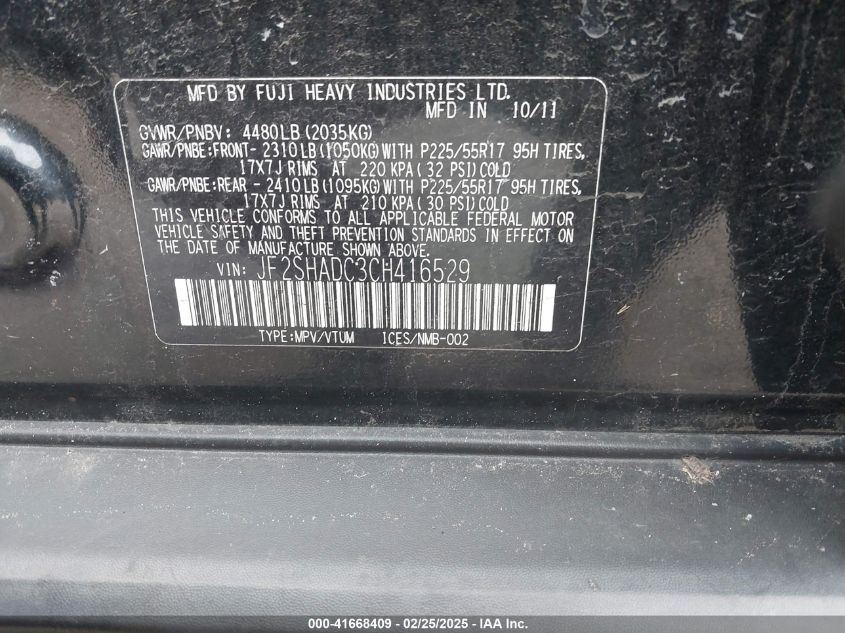 MFD BY FUJI HEAVY INDUSTRIES LTD.
MFD IN 10/11
GVWR/PNBV: 4480LB (2035KG)
GAWR/PNBE:FRONT- 2310 LB (1050KG) WITH P225/55R17 95H TIRES,
17X7J RIMS AT 220 KPA ( 32 PSI) COLD
GAWR/PNBE:REAR - 2410 LB (1095KG) WITH P225/55R17 95H TIRES,
17X7J RIMS AT 210 KPA ( 30 PSI) COLD
THIS VEHICLE CONFORMS TO ALL APPLICABLE FEDERAL MOTOR
VEHICLE SAFETY AND THEFT PREVENTION STANDARDS IN EFFECT ON
THE DATE OF MANUFACTURE SHOWN ABOVE.
VIN: JF2SHADC3CH416529
TYPE:MPV/VTUM ICES/NMB-002
000-41668409 - 02/25/2025 - IAA Inc.